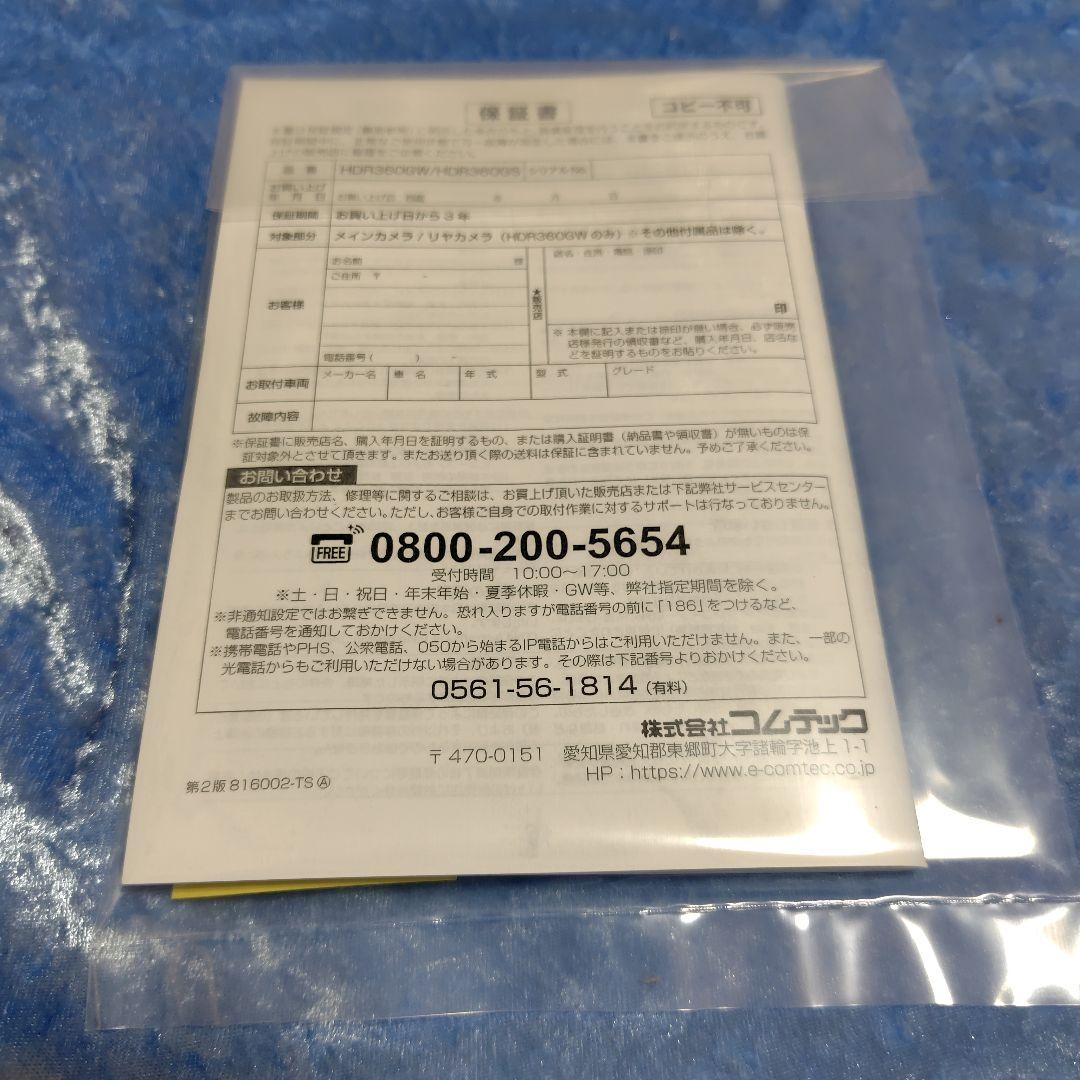 保証書
コピー不可
品番 HDR360GW/HDR360GS シリアルNo.
お買い上げ
年月日 お買い上げ日 年 月 日
保証期間 お買い上げ日から3年
対象部分 メインカメラ/リヤカメラ(HDR360GWのみ)※その他付属品は除く。
お客様
お名前 様
ご住所 〒 -
電話番号( ) -
★販売店
店名・住所・電話・捺印
印
※本欄に記入または捺印が無い場合、必ず販売
店様発行の領収書など、購入年月日、店名な
どを証明するものをお貼りください。
お取付車両 メーカー名 車名 年式 型式 グレード
故障内容
※保証書に販売店名、購入年月日を証明するもの、または購入証明書(納品書や領収書)が無いものは保
証対象外とさせて頂きます。またお送り頂く際の送料は保証に含まれていません。予めご了承ください。
お問い合わせ
製品のお取扱方法、修理等に関するご相談は、お買上げ頂いた販売店または下記弊社サービスセンター
までお問い合わせください。ただし、お客様ご自身での取付作業に対するサポートは行なっておりません。
FREE 0800-200-5654
受付時間 10:00～17:00
※土・日・祝日・年末年始・夏季休暇・GW等、弊社指定期間を除く。
※非通知設定ではお繋ぎできません。恐れ入りますが電話番号の前に「186」をつけるなど、
電話番号を通知しておかけください。
※携帯電話やPHS、公衆電話、050から始まるIP電話からはご利用いただけません。また、一部の
光電話からもご利用いただけない場合があります。その際は下記番号よりおかけください。
0561-56-1814(有料)
株式会社コムテック
〒470-0151 愛知県愛知郡東郷町大字諸輪字池上1-1
HP:https://www.e-comtec.co.jp
第2版 816002-TS Ⓐ